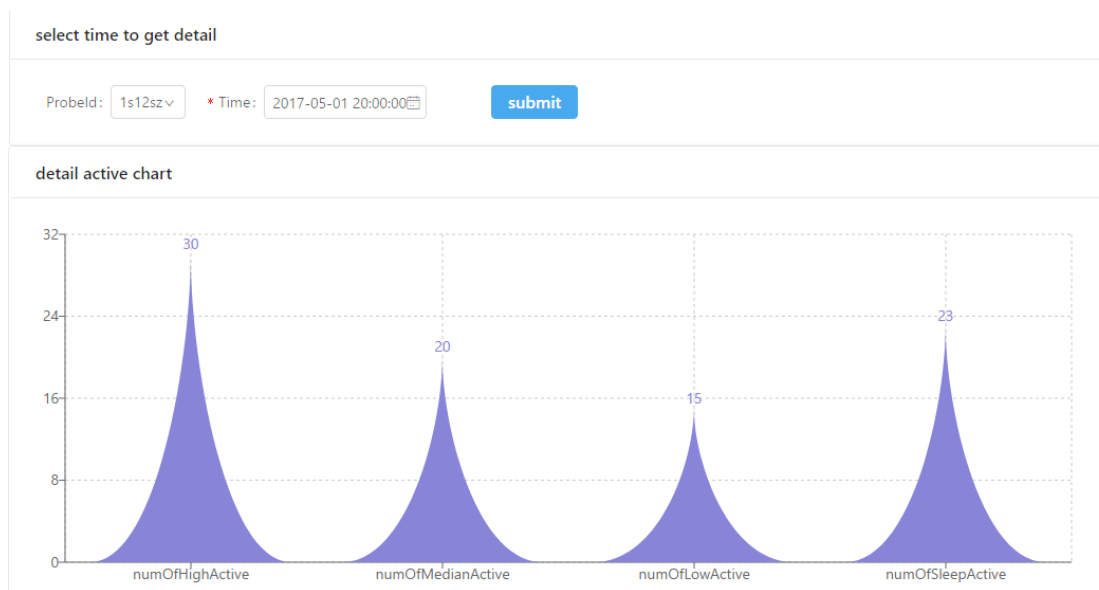 select time to get detail
ProbeId: 1s12sz * Time: 2017-05-01 20:00:00 submit
detail active chart
32
30
24
23
20
16
15
8
0
numOfHighActive numOfMedianActive numOfLowActive numOfSleepActive